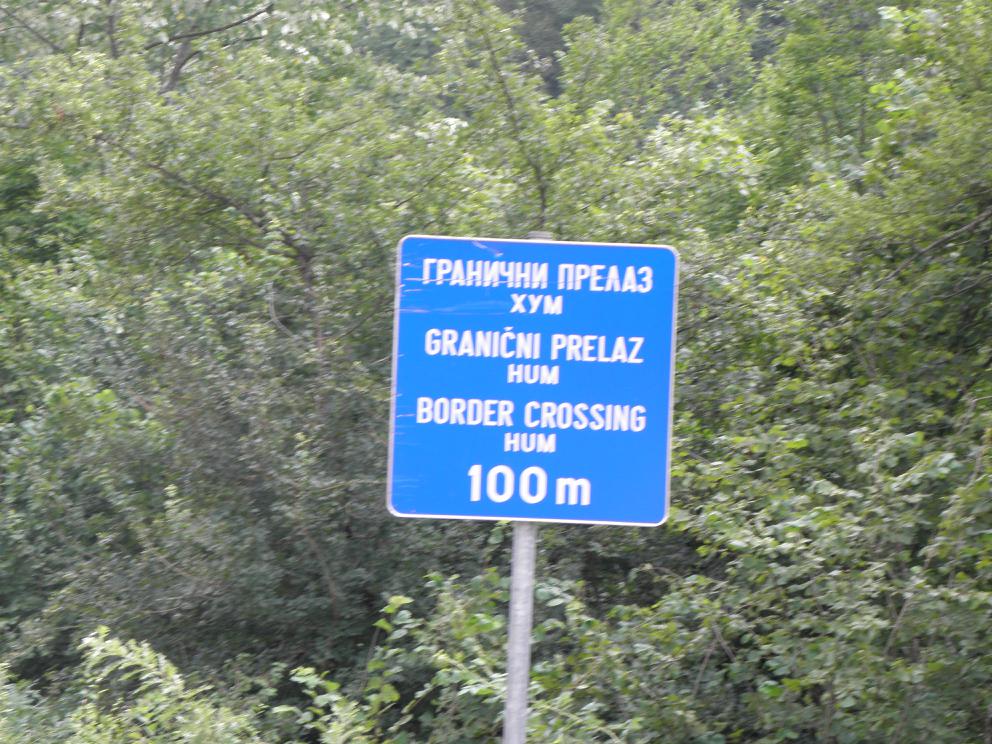 ГРАНИЧНИ ПРЕЛАЗ
ХУМ
GRANIČNI PRELAZ
HUM
BORDER CROSSING
HUM
100 m